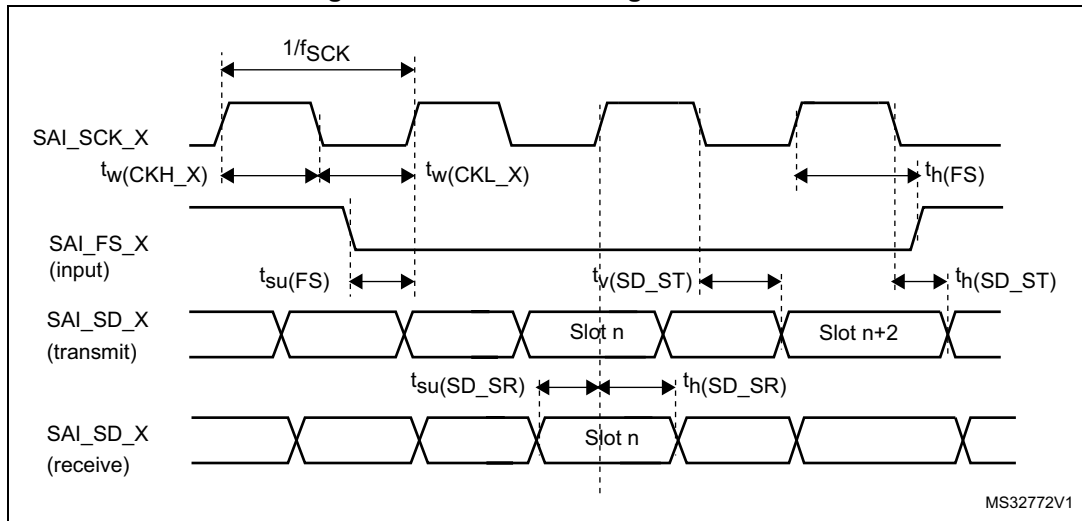 1/fSCK
SAI_SCK_X
tw(CKH_X)
tw(CKL_X)
th(FS)
SAI_FS_X
(input)
tsu(FS)
tv(SD_ST)
th(SD_ST)
SAI_SD_X
(transmit)
Slot n
Slot n+2
tsu(SD_SR)
th(SD_SR)
SAI_SD_X
(receive)
Slot n
MS32772V1